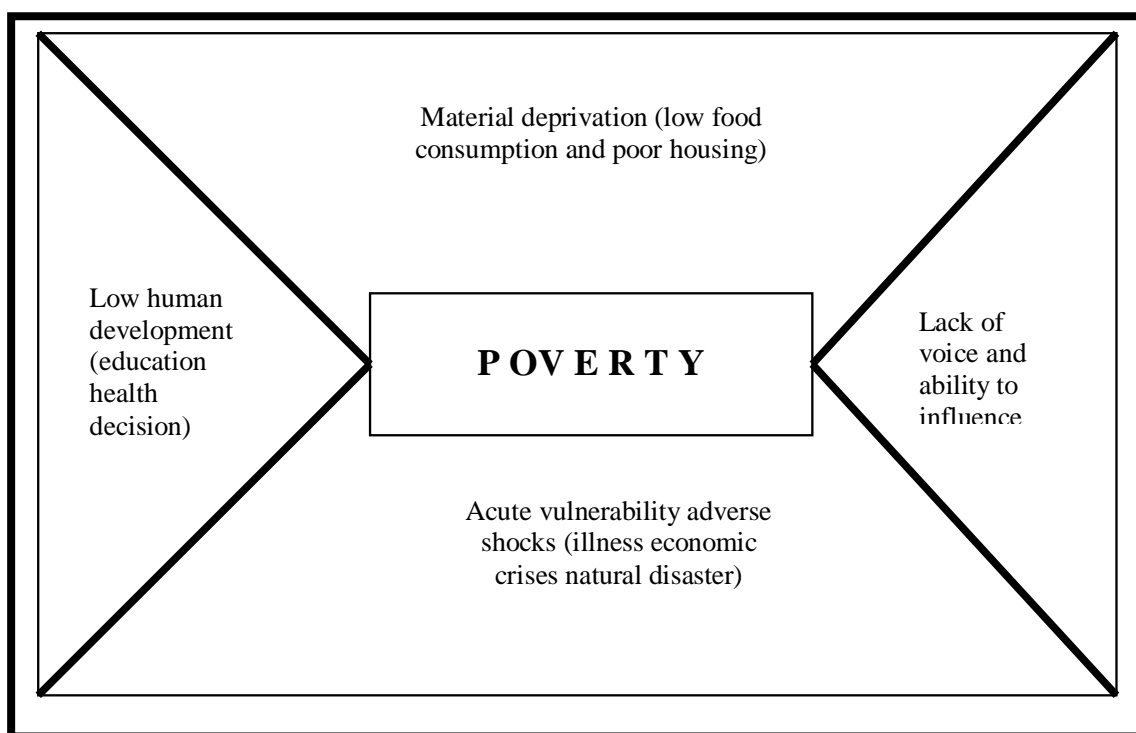 Material deprivation (low food
consumption and poor housing)
Low human
development
(education
health
decision)
P OV E R T Y
Lack of
voice and
ability to
influence
Acute vulnerability adverse
shocks (illness economic
crises natural disaster)